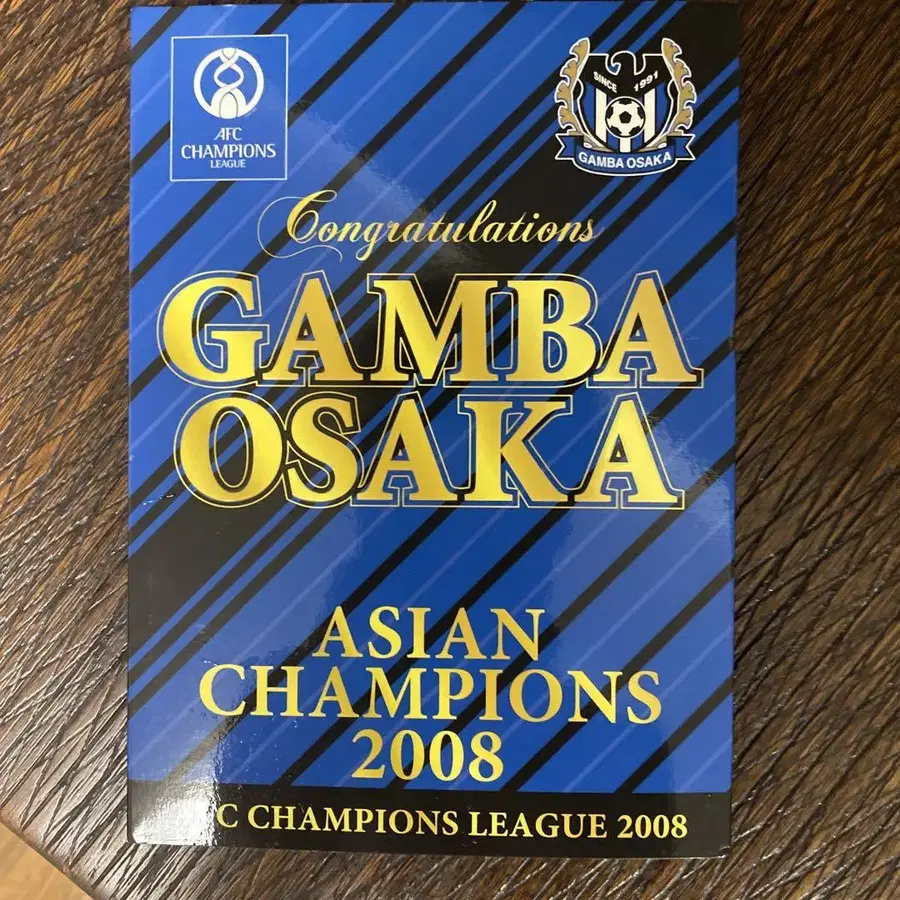 AFC
CHAMPIONS
LEAGUE
SINCE 1991
GAMBA OSAKA
Congratulations
GAMBA
OSAKA
ASIAN
CHAMPIONS
2008
C CHAMPIONS LEAGUE 2008